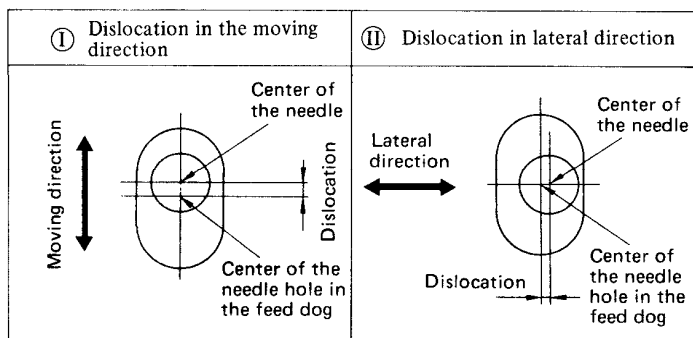 Ⓘ Dislocation in the moving
direction
Ⅱ Dislocation in lateral direction
Center of
the needle
Moving direction
Dislocation
Center of the
needle hole in
the feed dog
Lateral
direction
Center of
the needle
Dislocation
Center of
the needle
hole in the
feed dog